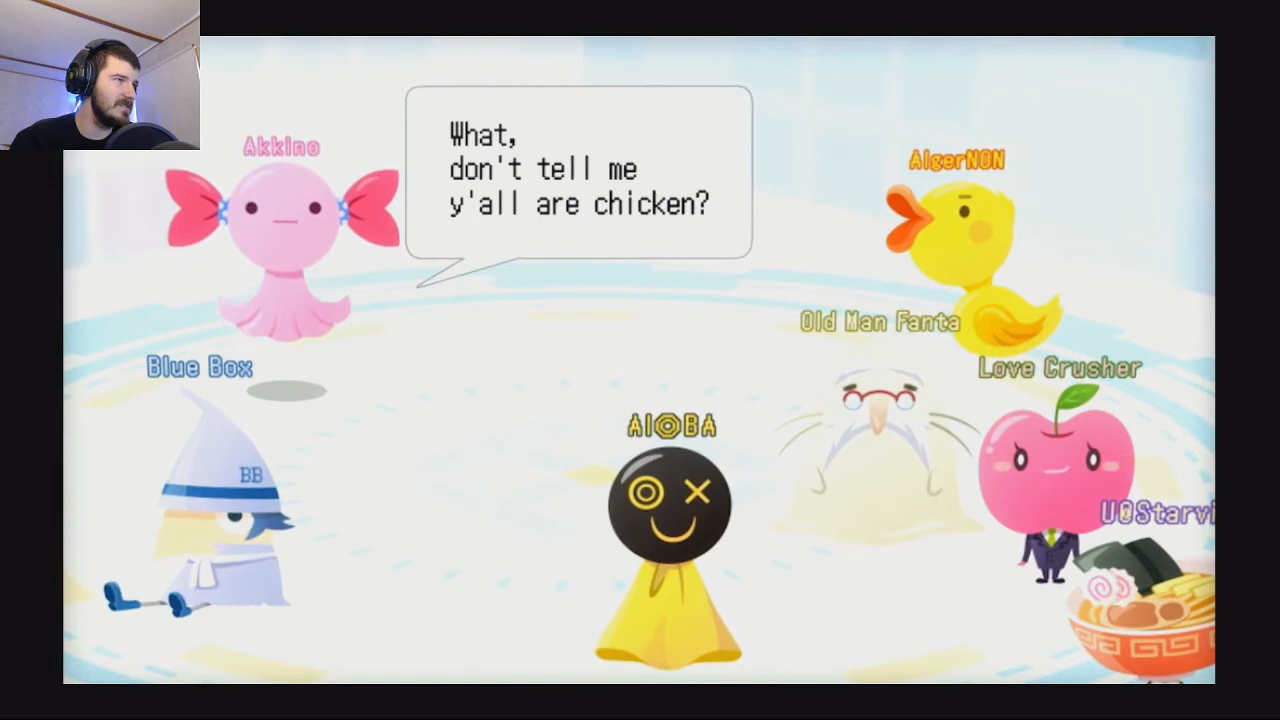 Akkino
What,
don't tell me
y'all are chicken?
AlgerNON
Old Man Fanta
Blue Box
Love Crusher
BB
AI◎BA
U@Starvi